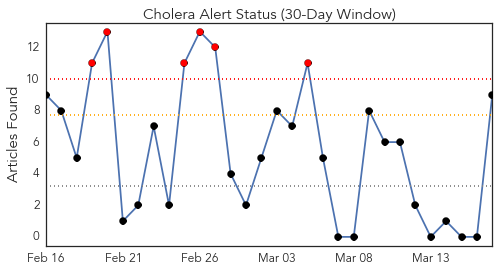 Cholera Alert Status (30-Day Window)
Articles Found
12
10
8
6
4
2
0
Feb 16
Feb 21
Feb 26
Mar 03
Mar 08
Mar 13